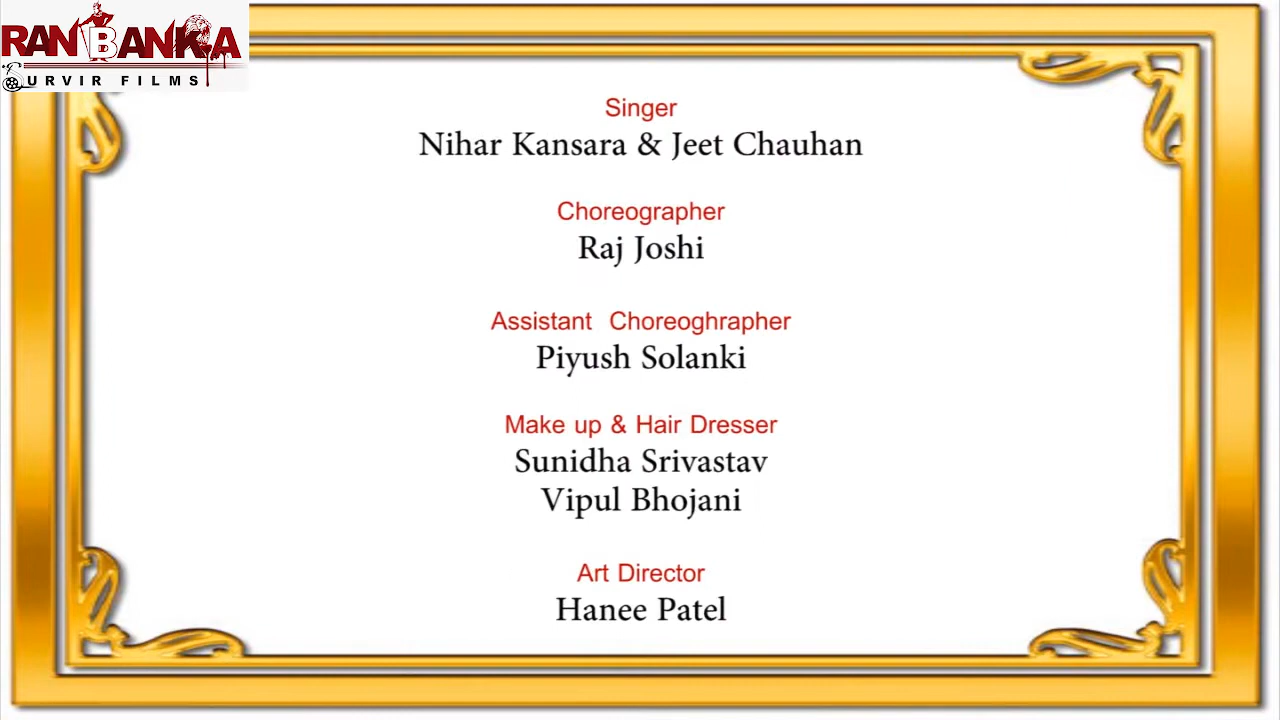 RANBANKA
SURVIR FILMS
Singer
Nihar Kansara & Jeet Chauhan
Choreographer
Raj Joshi
Assistant Choreoghrapher
Piyush Solanki
Make up & Hair Dresser
Sunidha Srivastav
Vipul Bhojani
Art Director
Hanee Patel